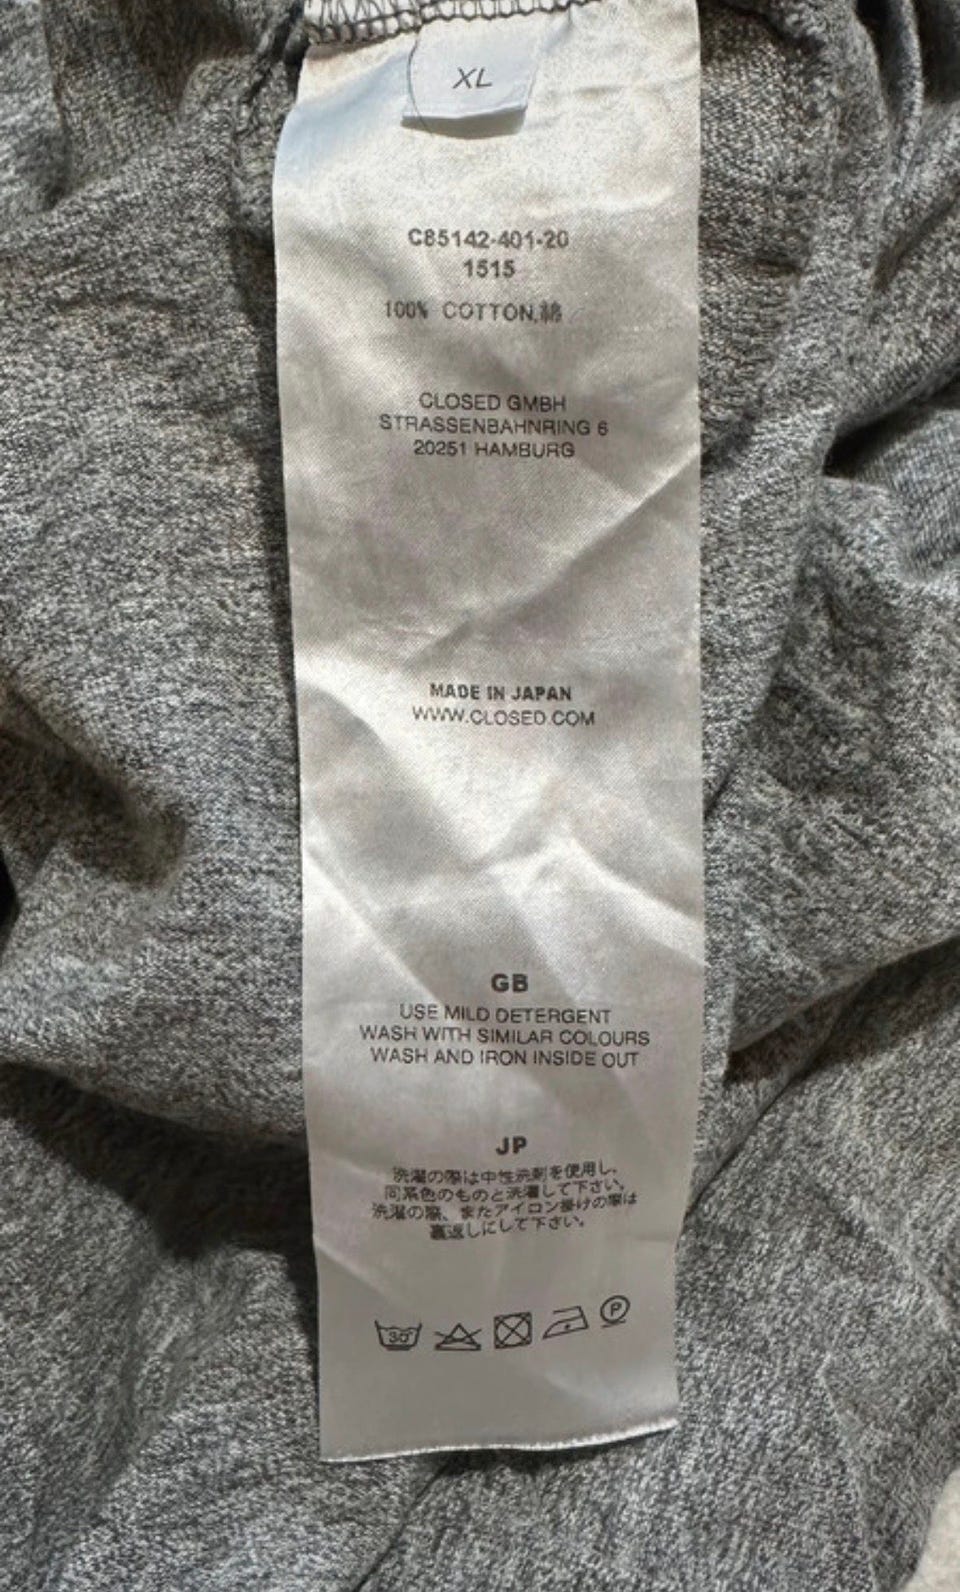 XL
C85142-401-20
1515
100% COTTON,綿
CLOSED GMBH
STRASSENBAHNRING 6
20251 HAMBURG
MADE IN JAPAN
WWW.CLOSED.COM
GB
USE MILD DETERGENT
WASH WITH SIMILAR COLOURS
WASH AND IRON INSIDE OUT
JP
洗濯の際は中性洗剤を使用し、
同系色のものと洗濯して下さい。
洗濯の際、またアイロン掛けの際は
裏返しにして下さい。
30°
P